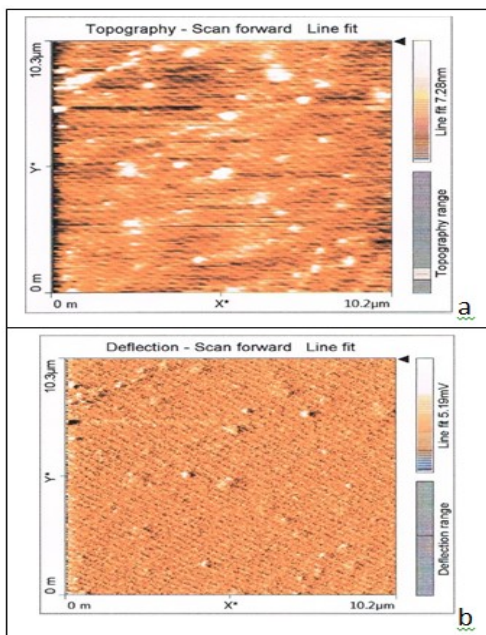 Topography - Scan forward Line fit
10.3µm
Y*
0 m
0 m
X*
10.2µm
Line fit 7.28nm
Topography range
a
Deflection - Scan forward Line fit
10.3µm
Y*
0 m
0 m
X*
10.2µm
Line fit 5.19mV
Deflection range
b